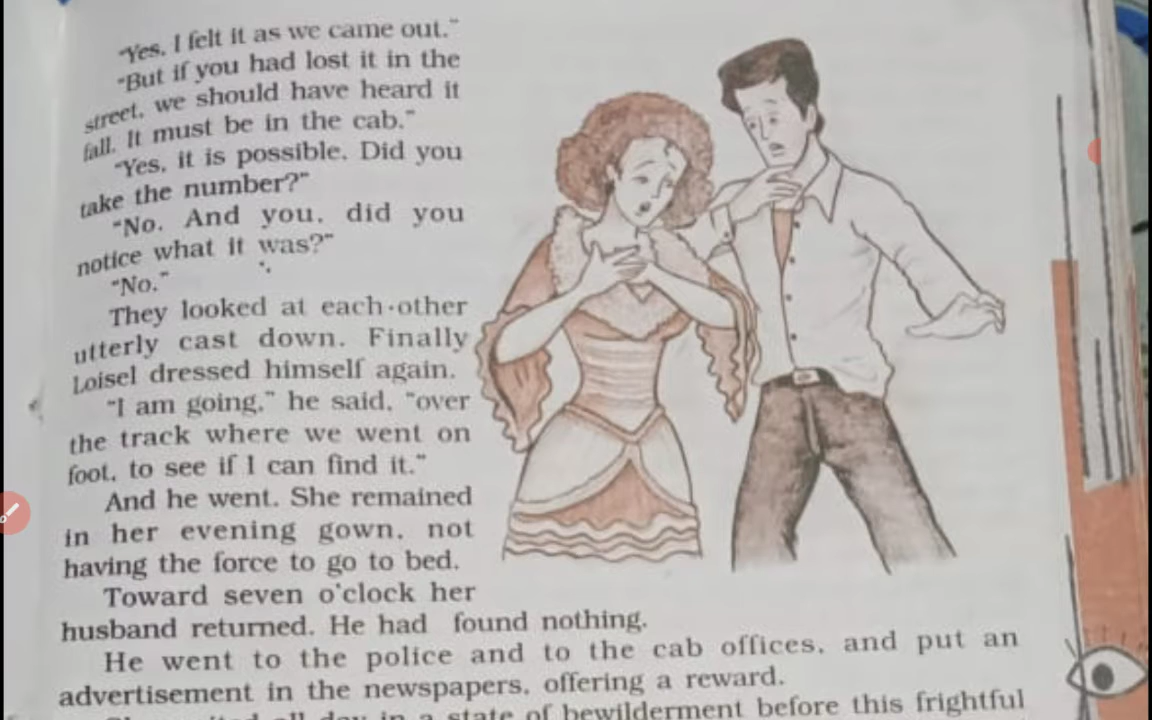 "Yes, I felt it as we came out."
"But if you had lost it in the
street, we should have heard it
fall. It must be in the cab."
"Yes, it is possible. Did you
take the number?"
"No. And you, did you
notice what it was?"
"No."
They looked at each other
utterly cast down. Finally
Loisel dressed himself again.
"I am going," he said, "over
the track where we went on
foot, to see if I can find it."
And he went. She remained
in her evening gown, not
having the force to go to bed.
Toward seven o'clock her
husband returned. He had found nothing.
He went to the police and to the cab offices, and put an
advertisement in the newspapers, offering a reward.
all day in a state of bewilderment before this frightful